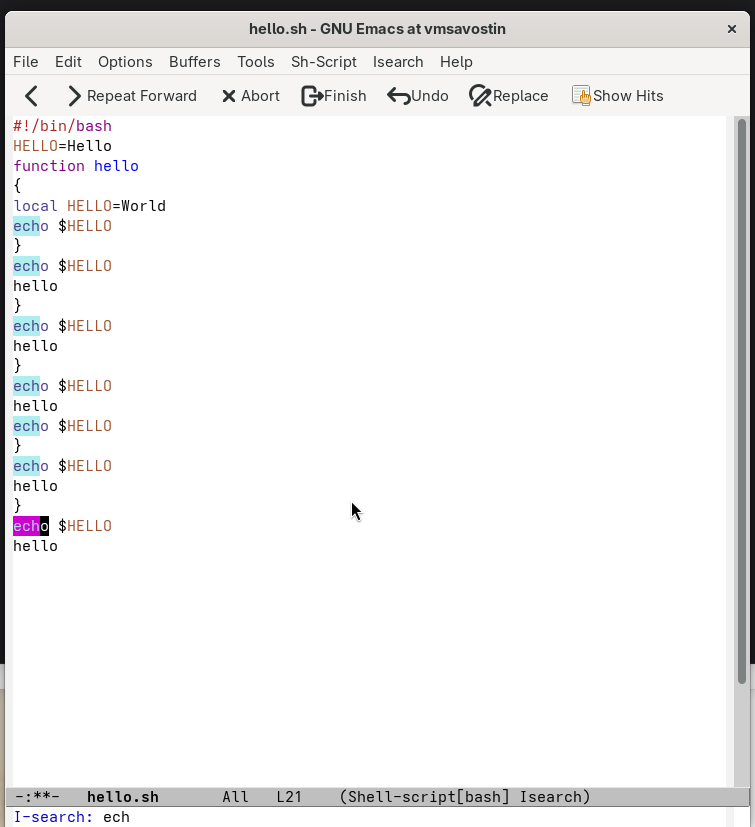 hello.sh - GNU Emacs at vmsavostin ×
File Edit Options Buffers Tools Sh-Script Isearch Help
Repeat Forward Abort Finish Undo Replace Show Hits
#!/bin/bash
HELLO=Hello
function hello
{
local HELLO=World
echo $HELLO
}
echo $HELLO
hello
}
echo $HELLO
hello
}
echo $HELLO
hello
echo $HELLO
}
echo $HELLO
hello
}
echo $HELLO
hello
-:**- hello.sh All L21 (Shell-script[bash] Isearch)
I-search: ech